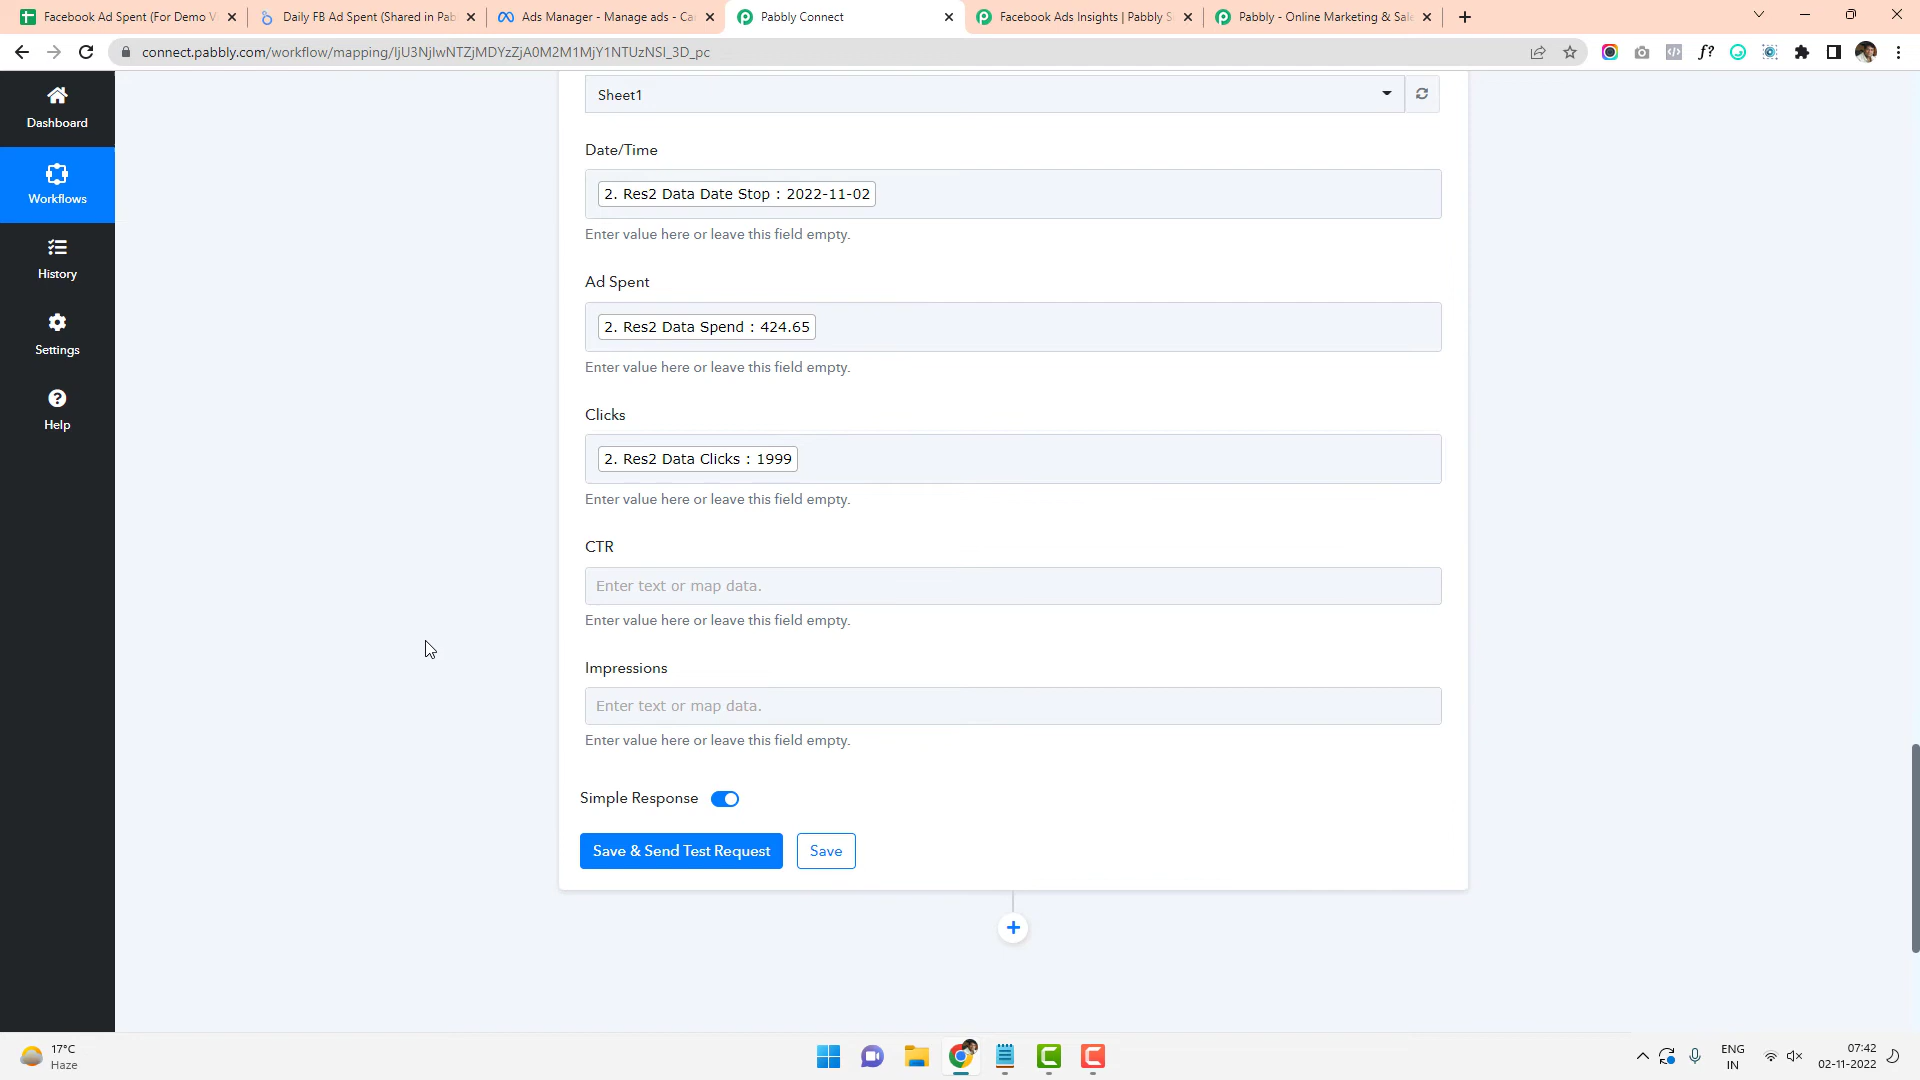 Facebook Ad Spent (For Demo V
Daily FB Ad Spent (Shared in Pab
Ads Manager - Manage ads - Ca
Pabbly Connect
Facebook Ads Insights | Pabbly S
Pabbly - Online Marketing & Sale
connect.pabbly.com/workflow/mapping/IjU3NjIwNTZjMDYzZjA0M2M1MjY1NTUzNSI_3D_pc
f?
Dashboard
Workflows
History
Settings
Help
Sheet1
Date/Time
2. Res2 Data Date Stop : 2022-11-02
Enter value here or leave this field empty.
Ad Spent
2. Res2 Data Spend : 424.65
Enter value here or leave this field empty.
Clicks
2. Res2 Data Clicks : 1999
Enter value here or leave this field empty.
CTR
Enter text or map data.
Enter value here or leave this field empty.
Impressions
Enter text or map data.
Enter value here or leave this field empty.
Simple Response
Save & Send Test Request
Save
17°C
Haze
ENG
IN
07:42
02-11-2022